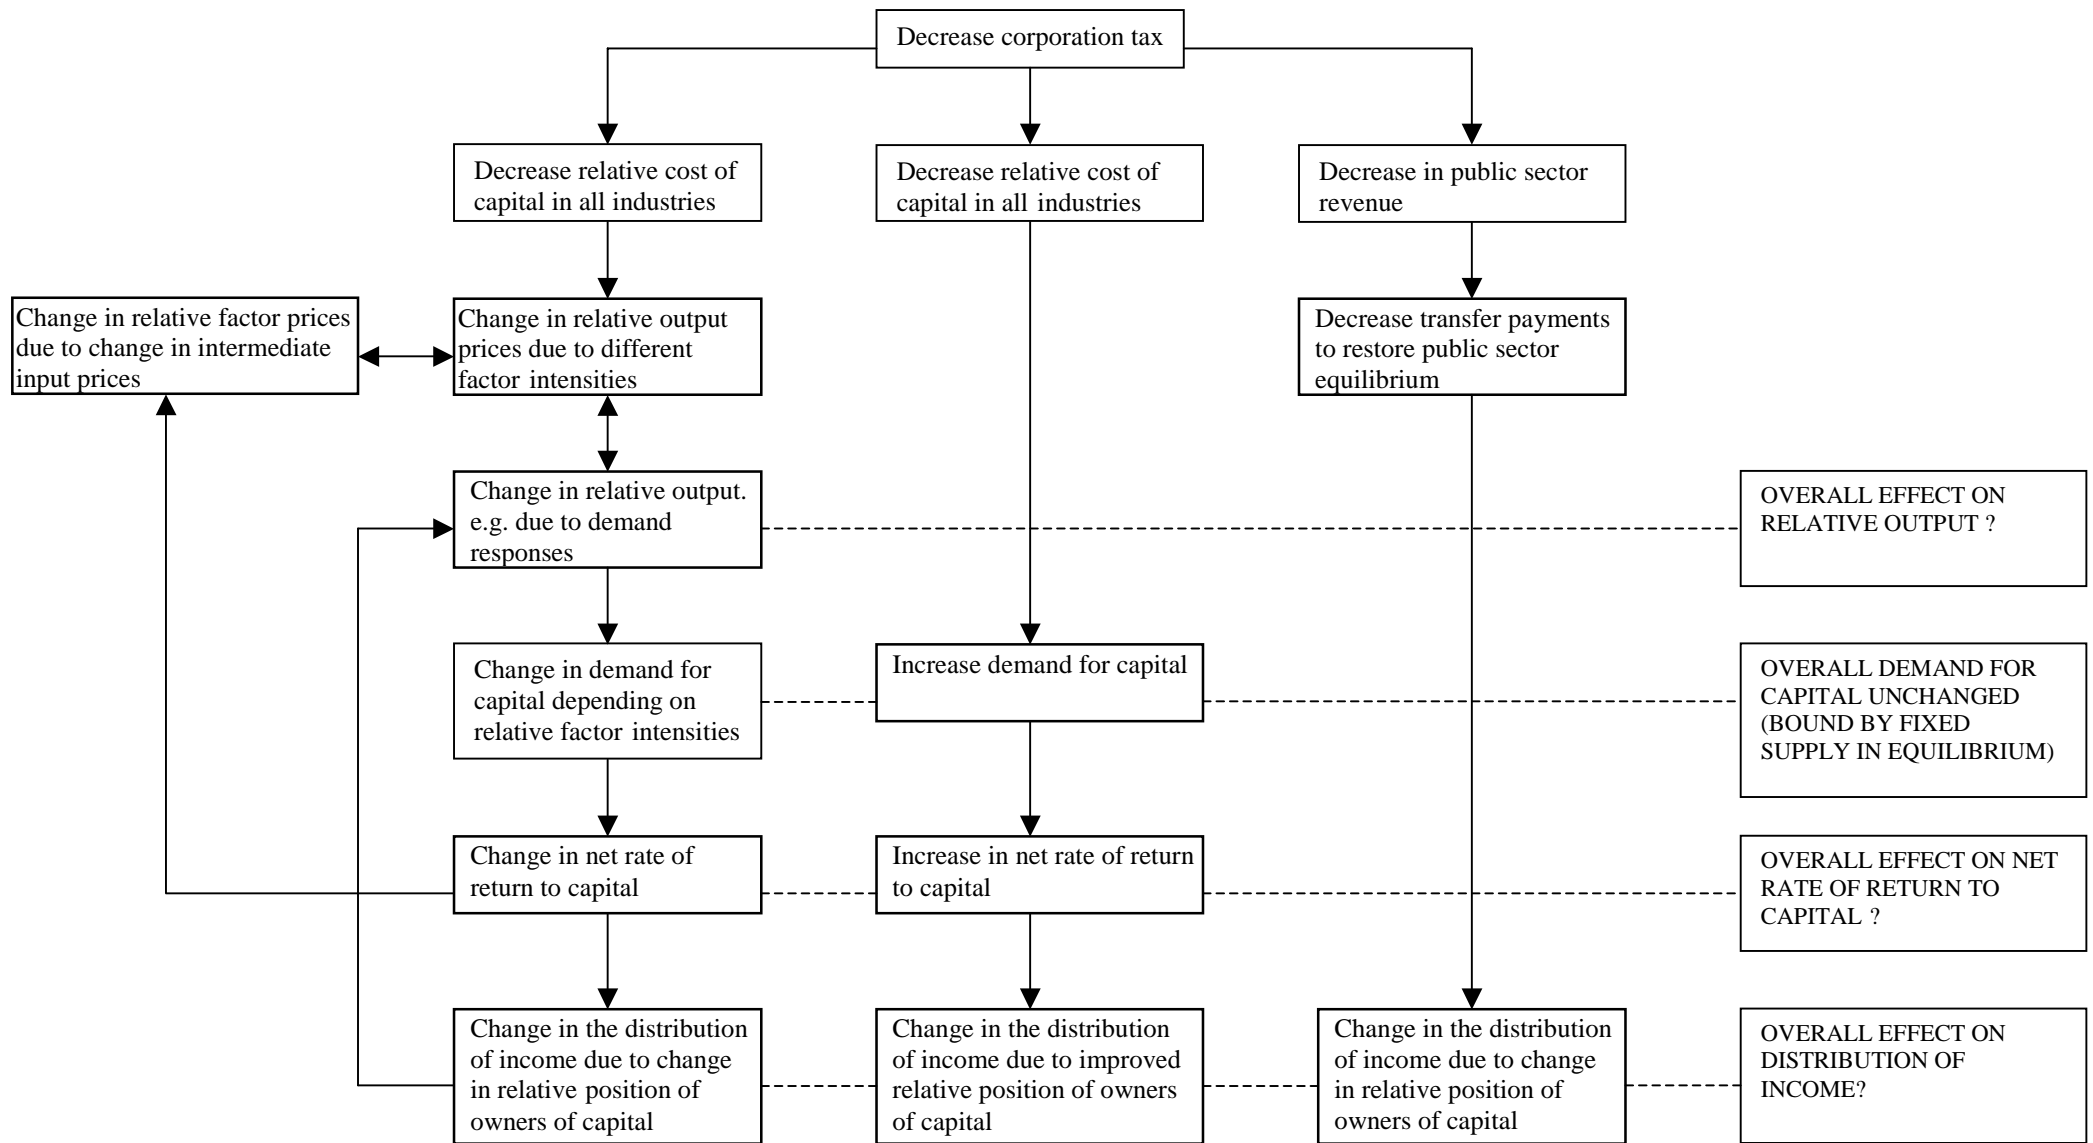 Decrease corporation tax
Decrease relative cost of
capital in all industries
Decrease relative cost of
capital in all industries
Decrease in public sector
revenue
Change in relative factor prices
due to change in intermediate
input prices
Change in relative output
prices due to different
factor intensities
Decrease transfer payments
to restore public sector
equilibrium
Change in relative output.
e.g. due to demand
responses
OVERALL EFFECT ON
RELATIVE OUTPUT ?
Change in demand for
capital depending on
relative factor intensities
Increase demand for capital
OVERALL DEMAND FOR
CAPITAL UNCHANGED
(BOUND BY FIXED
SUPPLY IN EQUILIBRIUM)
Change in net rate of
return to capital
Increase in net rate of return
to capital
OVERALL EFFECT ON NET
RATE OF RETURN TO
CAPITAL ?
Change in the distribution
of income due to change
in relative position of
owners of capital
Change in the distribution
of income due to improved
relative position of owners
of capital
Change in the distribution
of income due to change
in relative position of
owners of capital
OVERALL EFFECT ON
DISTRIBUTION OF
INCOME?